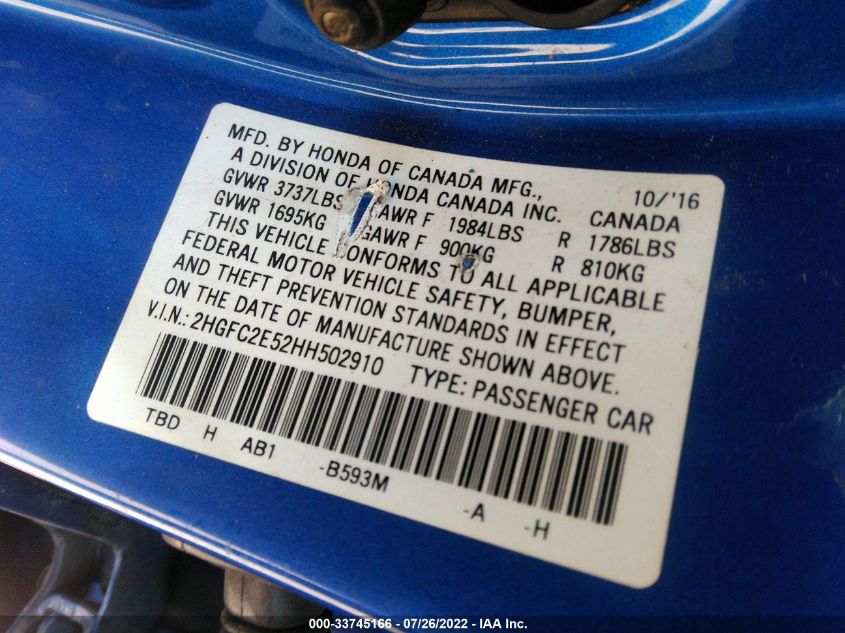 MFD. BY HONDA OF CANADA MFG., 10/'16
A DIVISION OF HONDA CANADA INC. CANADA
GVWR 3737LBS GAWR F 1984LBS R 1786LBS
GVWR 1695KG GAWR F 900KG R 810KG
THIS VEHICLE CONFORMS TO ALL APPLICABLE
FEDERAL MOTOR VEHICLE SAFETY, BUMPER,
AND THEFT PREVENTION STANDARDS IN EFFECT
ON THE DATE OF MANUFACTURE SHOWN ABOVE.
V.I.N.: 2HGFC2E52HH502910 TYPE: PASSENGER CAR
TBD H AB1 -B593M -A -H
000-33745166 - 07/26/2022 - IAA Inc.